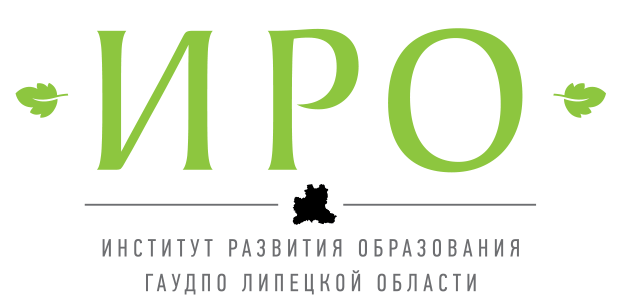 ИРО
ИНСТИТУТ РАЗВИТИЯ ОБРАЗОВАНИЯ
ГАУДПО ЛИПЕЦКОЙ ОБЛАСТИ